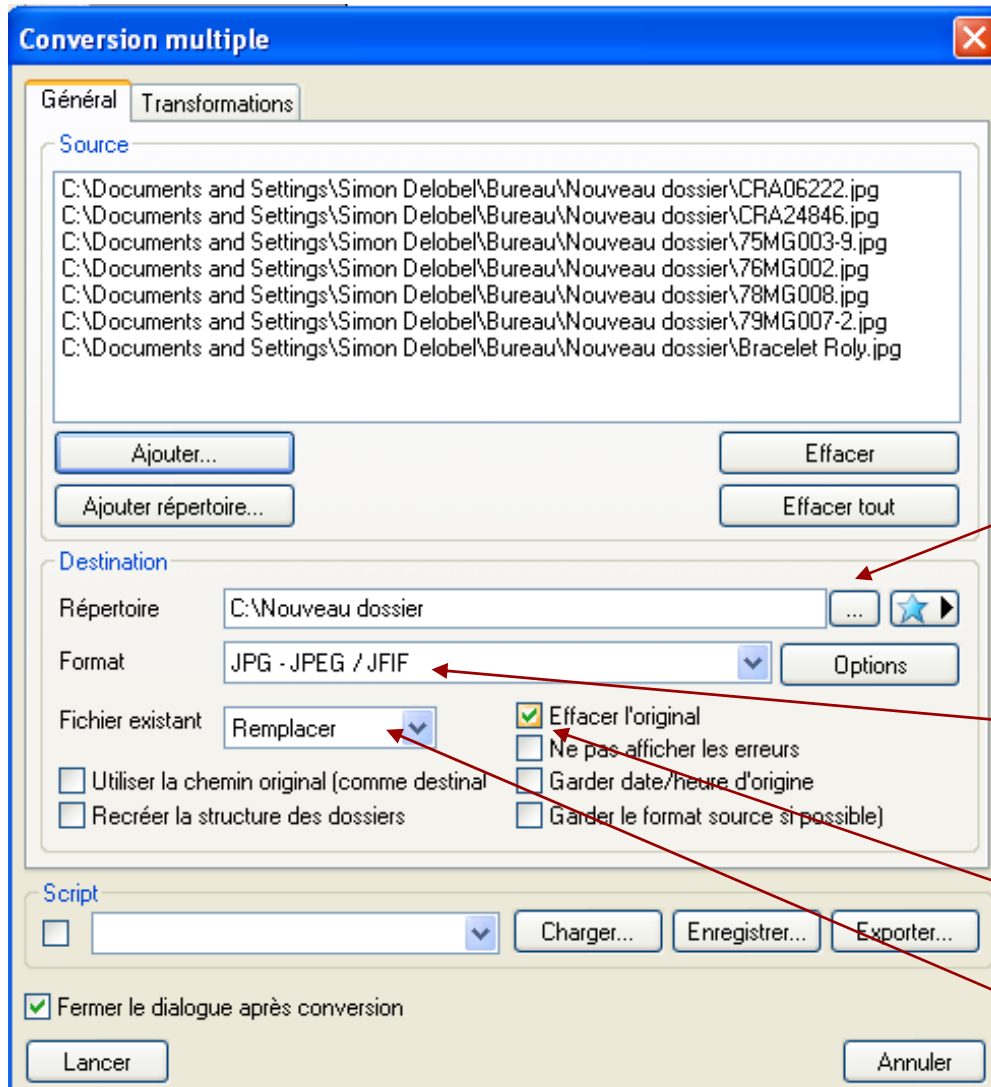 Conversion multiple
Général Transformations
Source
C:\Documents and Settings\Simon Delobel\Bureau\Nouveau dossier\CRA06222.jpg
C:\Documents and Settings\Simon Delobel\Bureau\Nouveau dossier\CRA24846.jpg
C:\Documents and Settings\Simon Delobel\Bureau\Nouveau dossier\75MG003-9.jpg
C:\Documents and Settings\Simon Delobel\Bureau\Nouveau dossier\76MG002.jpg
C:\Documents and Settings\Simon Delobel\Bureau\Nouveau dossier\78MG008.jpg
C:\Documents and Settings\Simon Delobel\Bureau\Nouveau dossier\79MG007-2.jpg
C:\Documents and Settings\Simon Delobel\Bureau\Nouveau dossier\Bracelet Roly.jpg
Ajouter... Effacer
Ajouter répertoire... Effacer tout
Destination
Répertoire C:\Nouveau dossier ...
Format JPG - JPEG / JFIF Options
Fichier existant Remplacer Effacer l'original
Ne pas afficher les erreurs
Utiliser la chemin original (comme destinal Garder date/heure d'origine
Recréer la structure des dossiers Garder le format source si possible)
Script
Charger... Enregistrer... Exporter...
Fermer le dialogue après conversion
Lancer Annuler